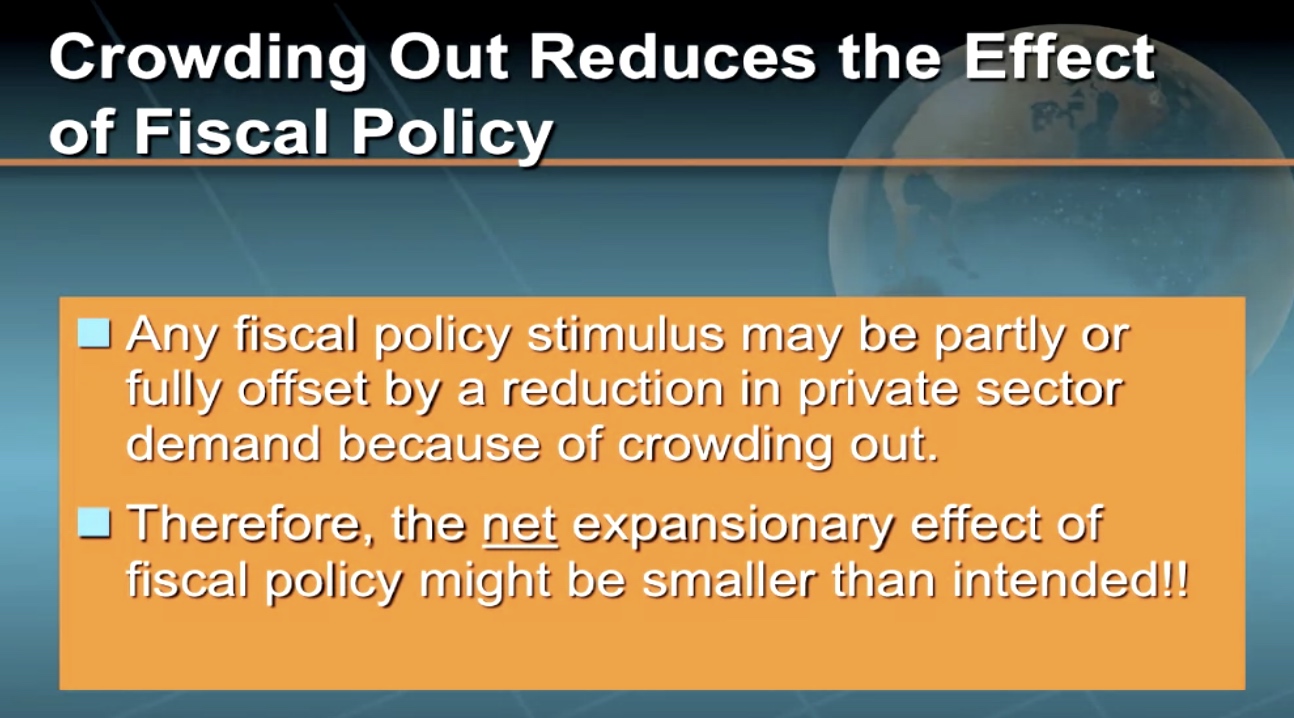 Crowding Out Reduces the Effect
of Fiscal Policy
Any fiscal policy stimulus may be partly or
fully offset by a reduction in private sector
demand because of crowding out.
Therefore, the net expansionary effect of
fiscal policy might be smaller than intended!!